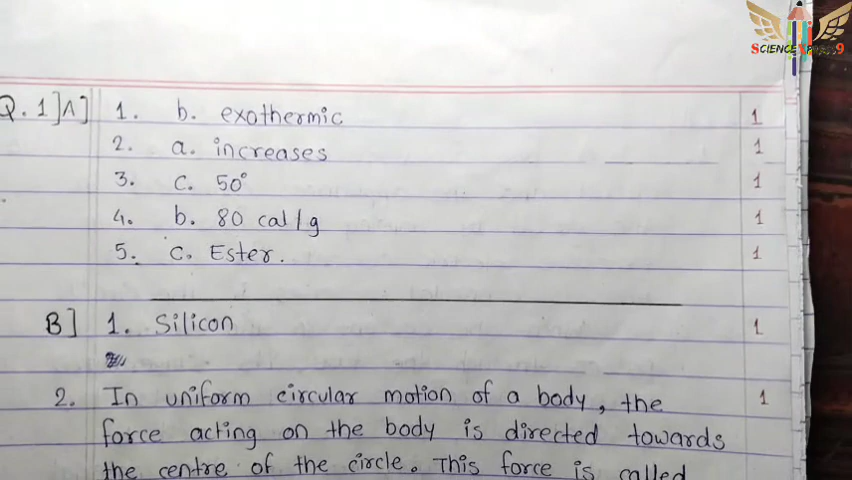 Q. 1]A] 1. b. exothermic 1
2. a. increases 1
3. c. 50° 1
4. b. 80 cal/g 1
5. c. Ester. 1
B] 1. Silicon 1
2. In uniform circular motion of a body, the 1
force acting on the body is directed towards
the centre of the circle. This force is called